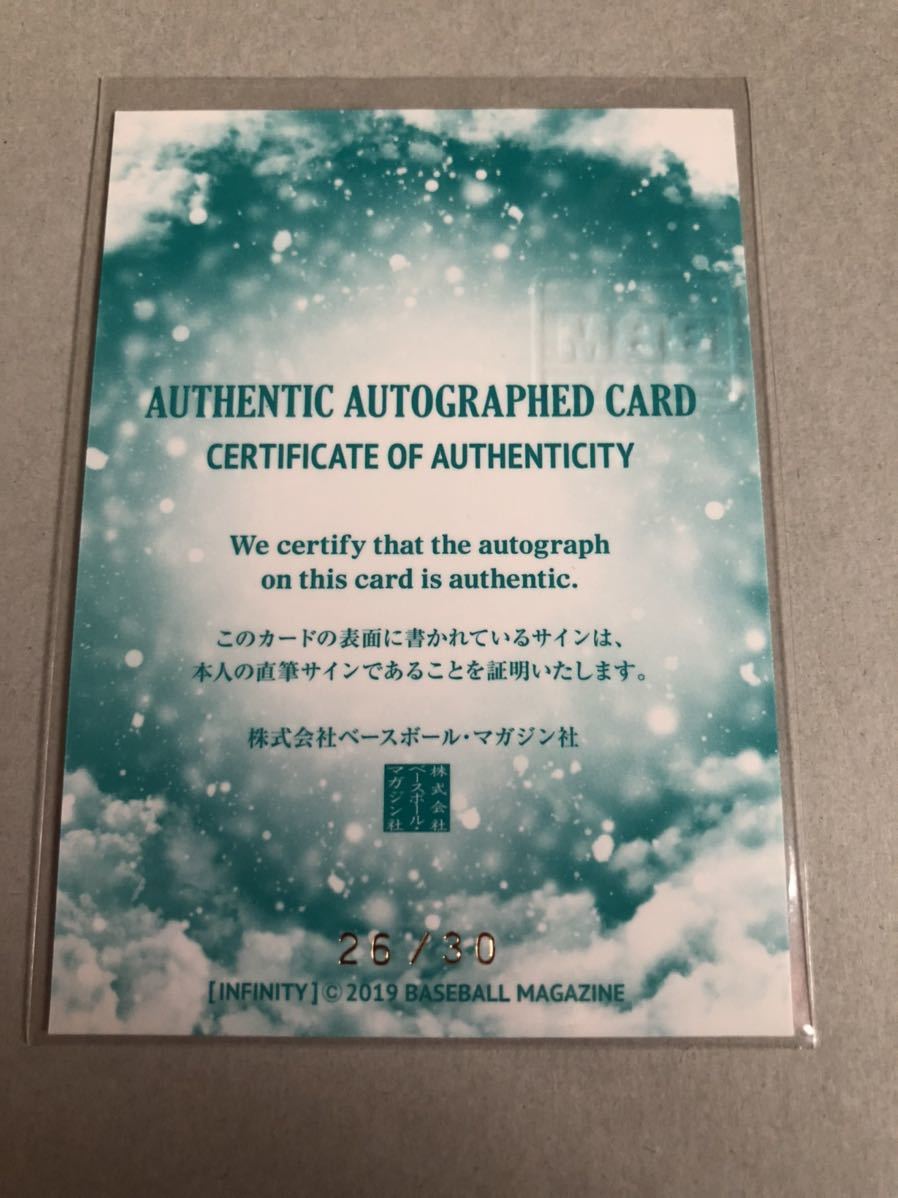 AUTHENTIC AUTOGRAPHED CARD
CERTIFICATE OF AUTHENTICITY
We certify that the autograph
on this card is authentic.
このカードの表面に書かれているサインは、
本人の直筆サインであることを証明いたします。
株式会社ベースボール・マガジン社
株式会社
ベースボール・
マガジン社
26/30
[INFINITY]©2019 BASEBALL MAGAZINE